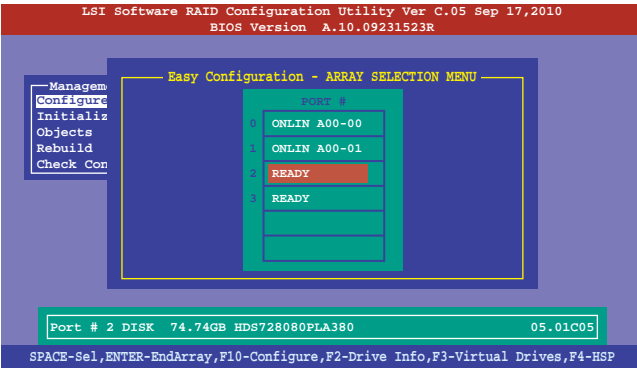 LSI Software RAID Configuration Utility Ver C.05 Sep 17,2010
BIOS Version A.10.09231523R
Easy Configuration - ARRAY SELECTION MENU
Managem
Configure
Initializ
Objects
Rebuild
Check Con
PORT #
0 ONLIN A00-00
1 ONLIN A00-01
2 READY
3 READY
Port # 2 DISK 74.74GB HDS728080PLA380 05.01C05
SPACE-Sel,ENTER-EndArray,F10-Configure,F2-Drive Info,F3-Virtual Drives,F4-HSP